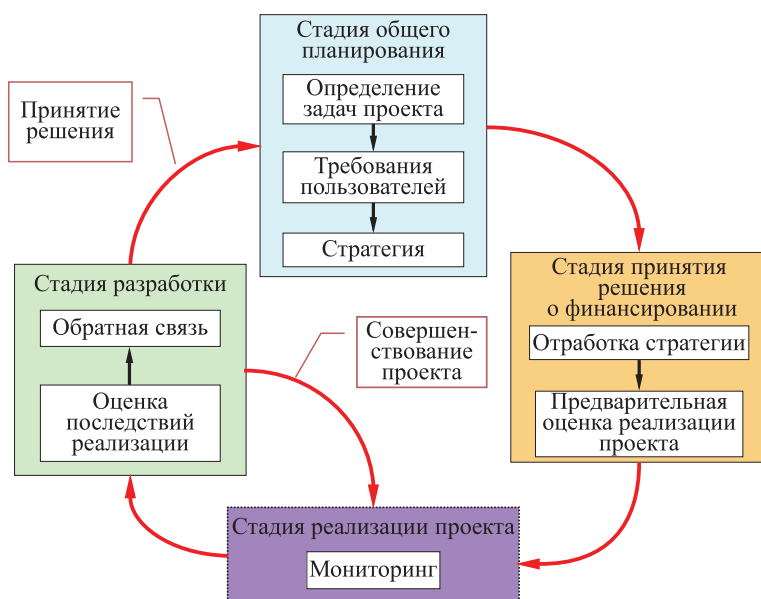 Стадия общего
планирования
Определение
задач проекта
Требования
пользователей
Стратегия
Принятие
решения
Стадия разработки
Обратная связь
Оценка
последствий
реализации
Совершен-
ствование
проекта
Стадия принятия
решения
о финансировании
Отработка стратегии
Предварительная
оценка реализации
проекта
Стадия реализации проекта
Мониторинг